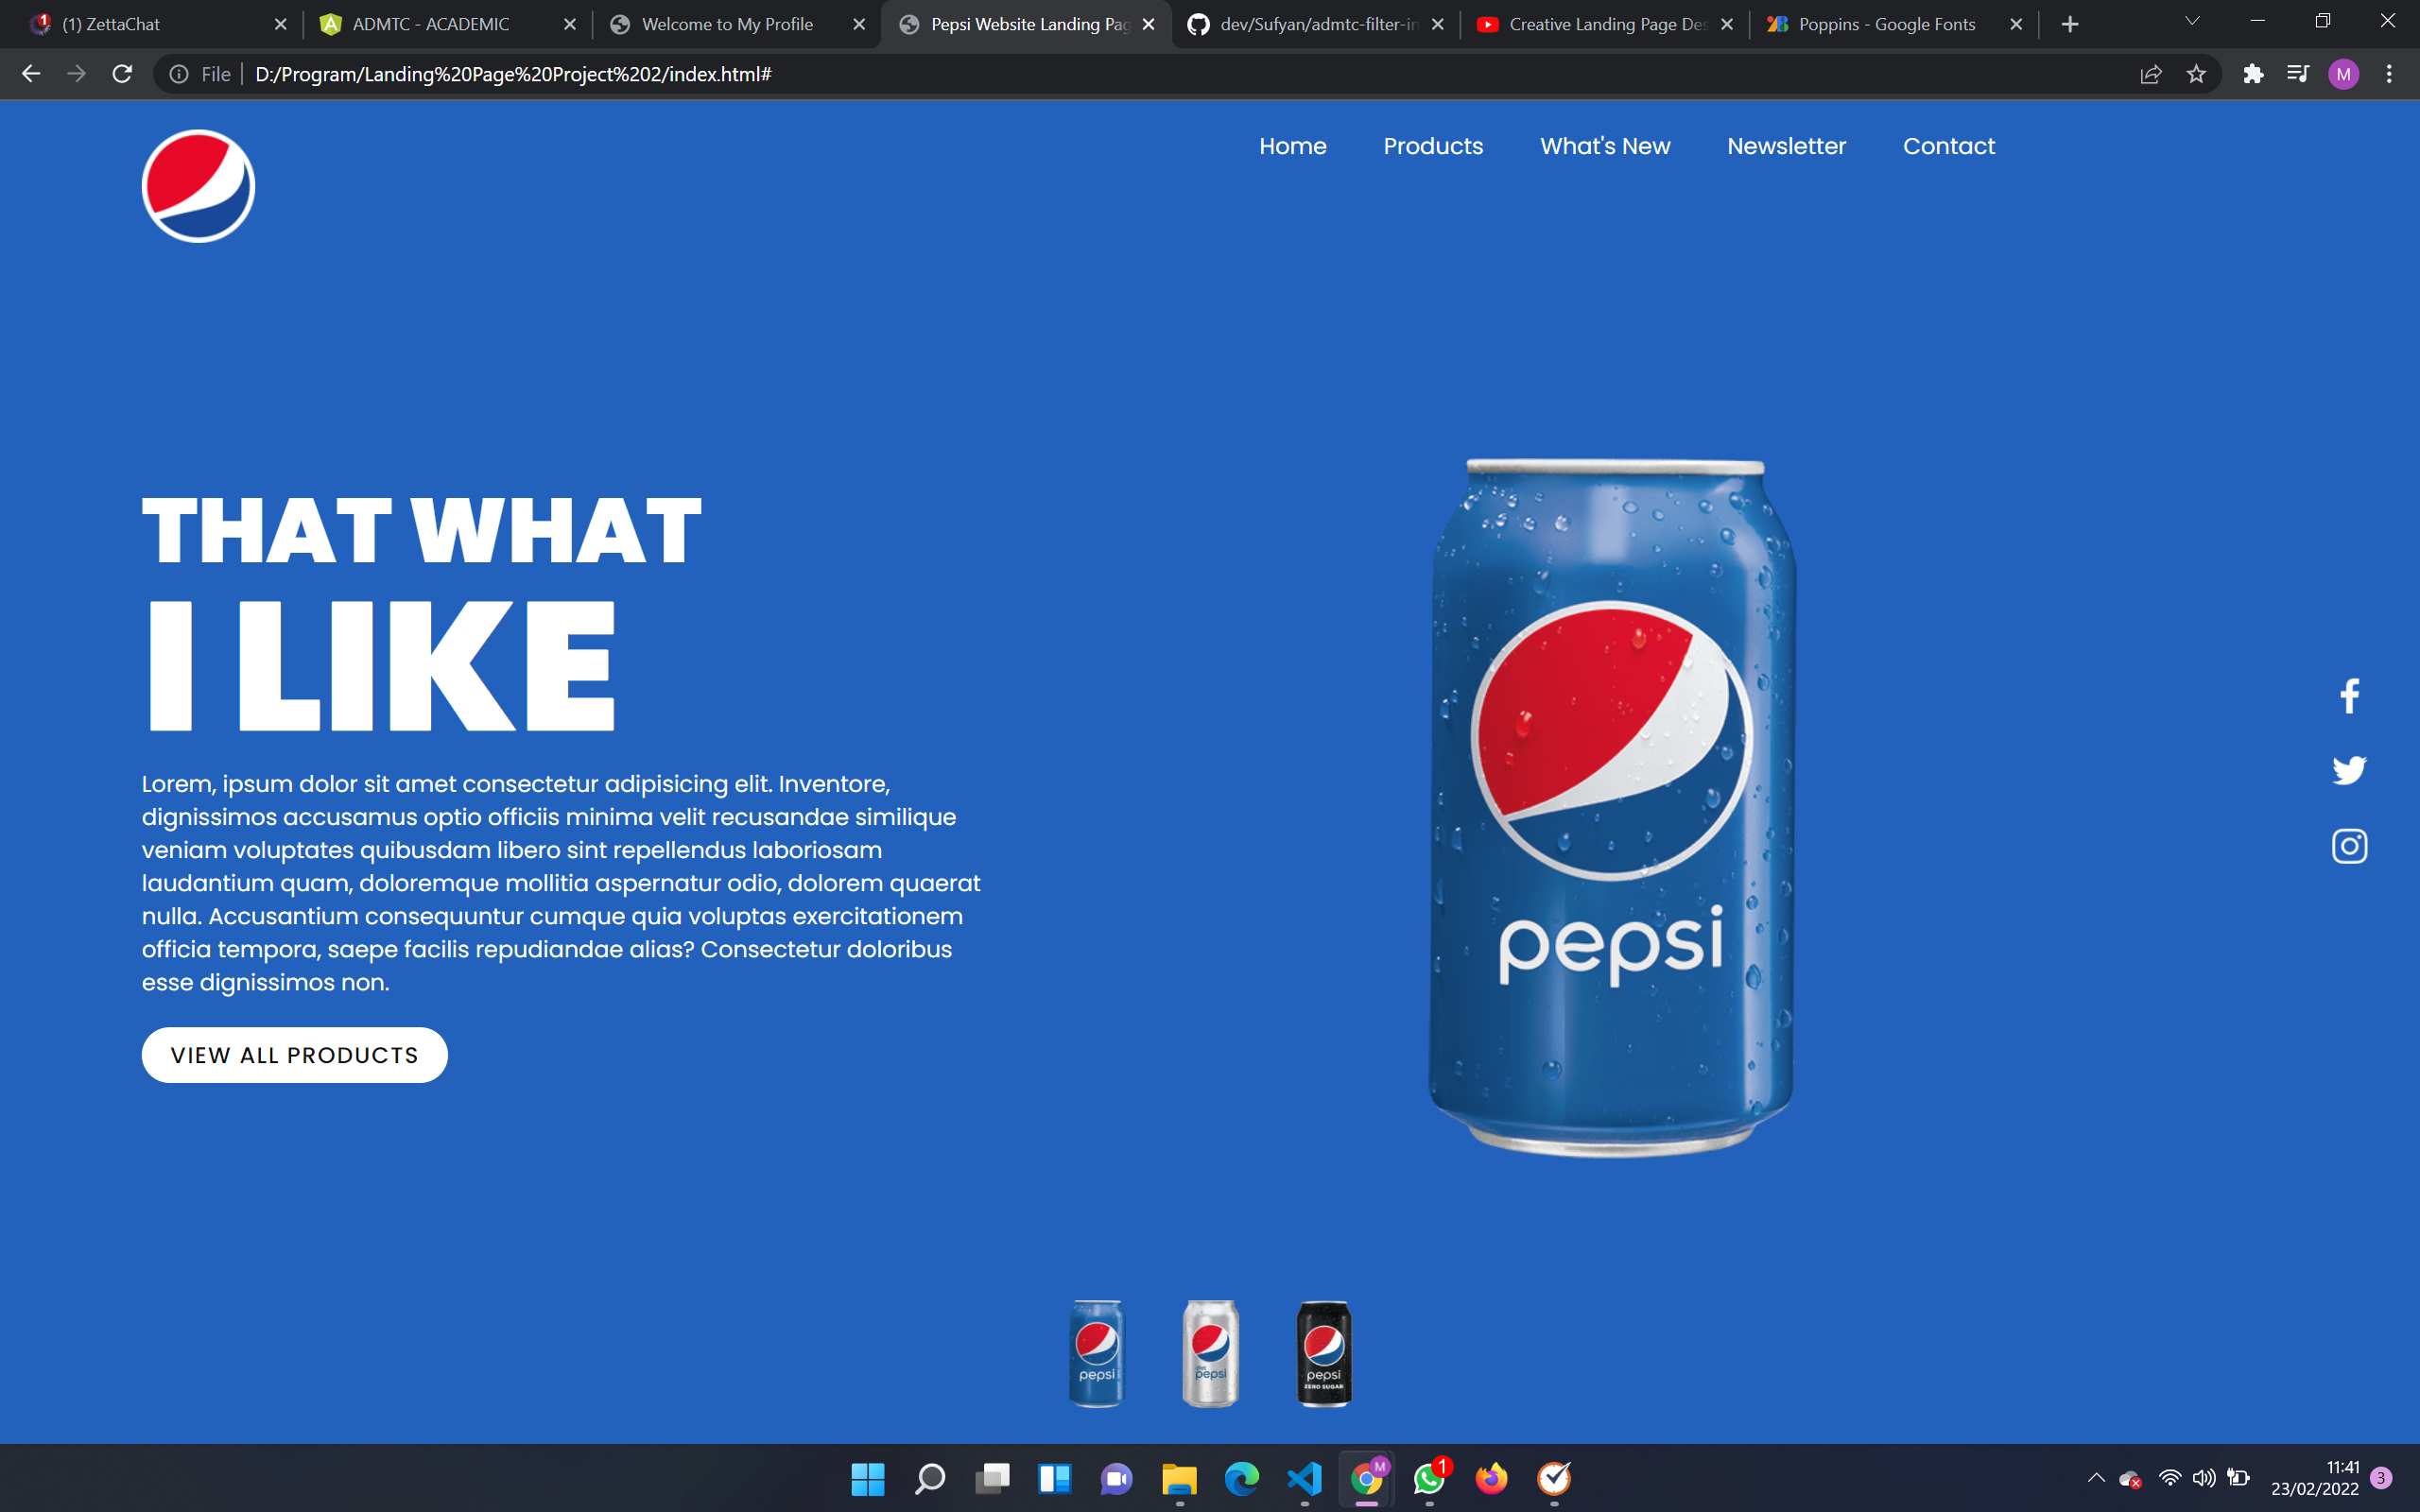 (1) ZettaChat
ADMTC - ACADEMIC
Welcome to My Profile
Pepsi Website Landing Pag
dev/Sufyan/admtc-filter-in
Creative Landing Page Des
Poppins - Google Fonts
File
D:/Program/Landing%20Page%20Project%202/index.html#
M
Home
Products
What's New
Newsletter
Contact
THAT WHAT
I LIKE
Lorem, ipsum dolor sit amet consectetur adipisicing elit. Inventore,
dignissimos accusamus optio officiis minima velit recusandae similique
veniam voluptates quibusdam libero sint repellendus laboriosam
laudantium quam, doloremque mollitia aspernatur odio, dolorem quaerat
nulla. Accusantium consequuntur cumque quia voluptas exercitationem
officia tempora, saepe facilis repudiandae alias? Consectetur doloribus
esse dignissimos non.
VIEW ALL PRODUCTS
pepsi
pepsi
diet
pepsi
pepsi
ZERO SUGAR
M
1
11:41
23/02/2022
3